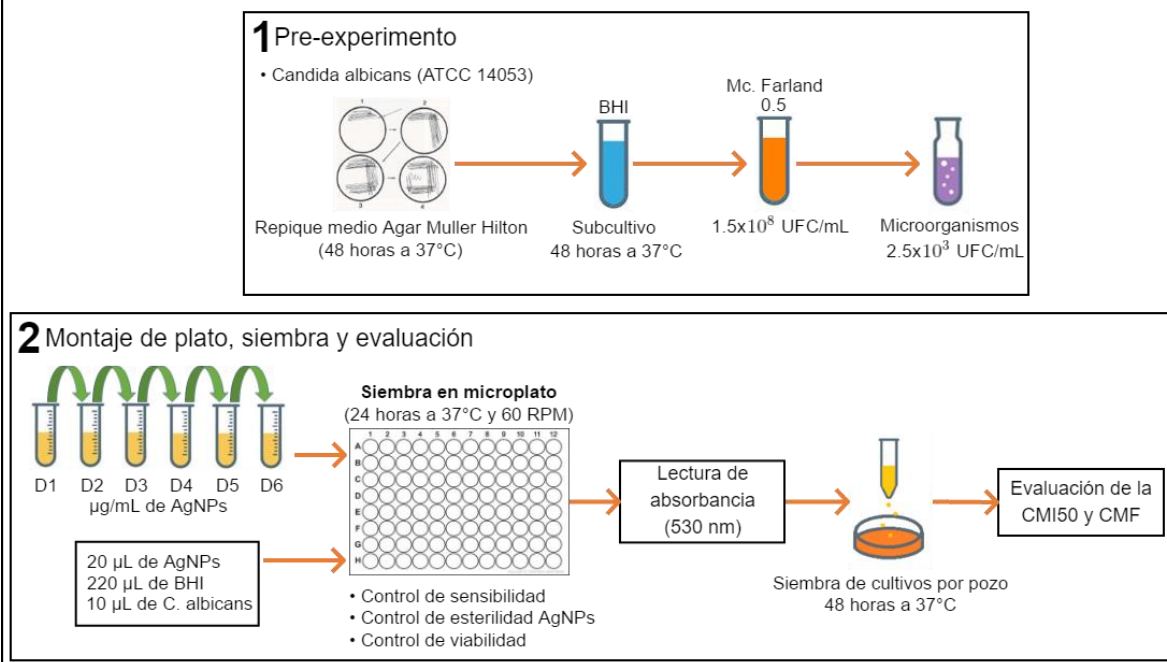 1 Pre-experimento
• Candida albicans (ATCC 14053)
1
2
3
4
Repique medio Agar Muller Hilton
(48 horas a 37°C)
BHI
Subcultivo
48 horas a 37°C
Mc. Farland
0.5
1.5x10⁸ UFC/mL
Microorganismos
2.5x10³ UFC/mL
2 Montaje de plato, siembra y evaluación
D1 D2 D3 D4 D5 D6
µg/mL de AgNPs
20 µL de AgNPs
220 µL de BHI
10 µL de C. albicans
Siembra en microplato
(24 horas a 37°C y 60 RPM)
1 2 3 4 5 6 7 8 9 10 11 12
A
B
C
D
E
F
G
H
• Control de sensibilidad
• Control de esterilidad AgNPs
• Control de viabilidad
Lectura de
absorbancia
(530 nm)
Siembra de cultivos por pozo
48 horas a 37°C
Evaluación de la
CMI50 y CMF